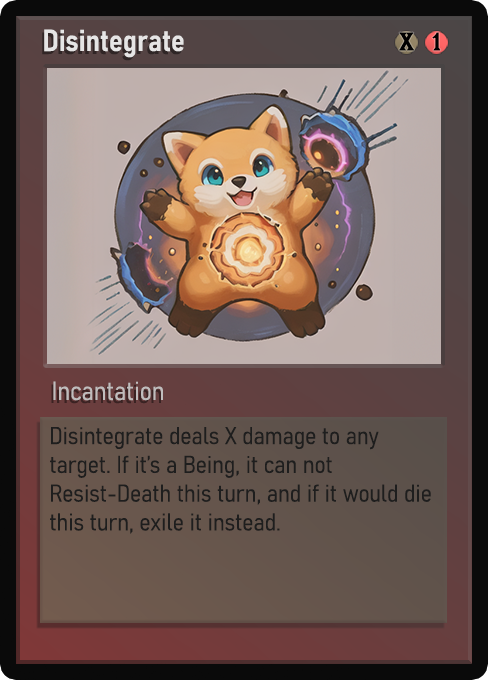 Disintegrate X 1
Incantation
Disintegrate deals X damage to any
target. If it's a Being, it can not
Resist-Death this turn, and if it would die
this turn, exile it instead.